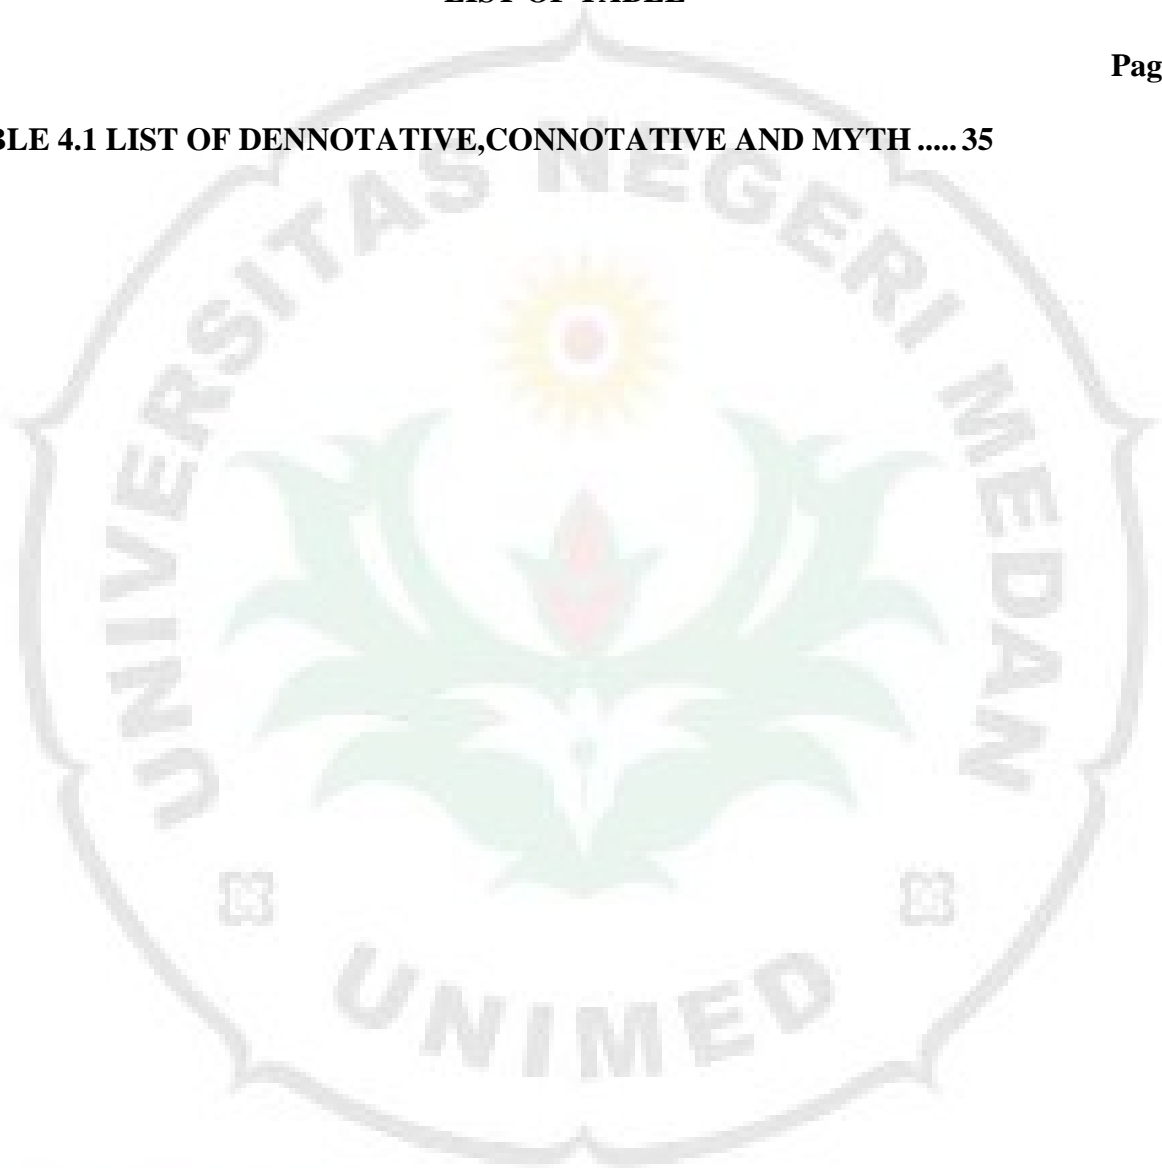 LIST OF TABLE
Pag
BLE 4.1 LIST OF DENNOTATIVE,CONNOTATIVE AND MYTH ..... 35
UNIVERSITAS NEGERI MEDAN
UNIMED